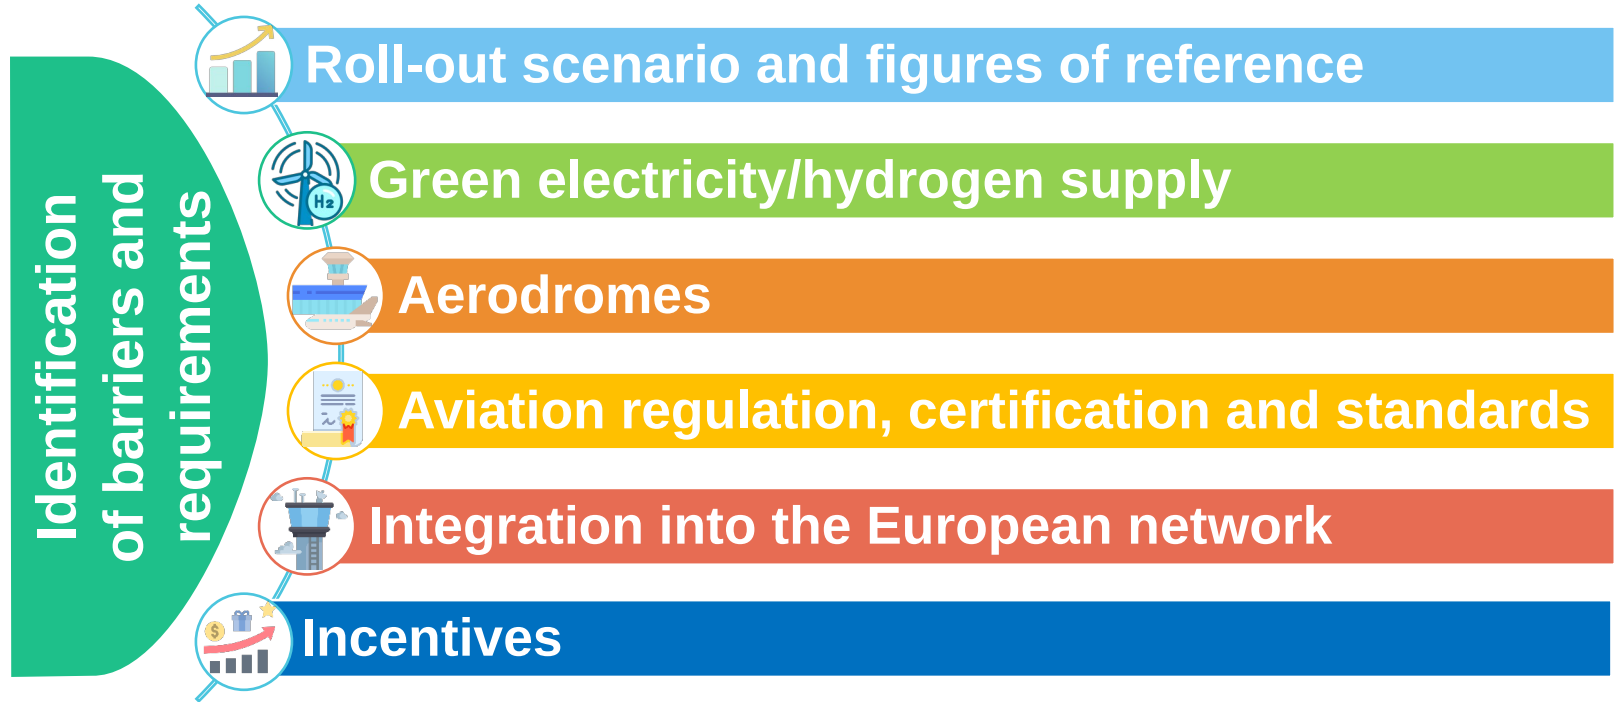 Identification
of barriers and
requirements
Roll-out scenario and figures of reference
Green electricity/hydrogen supply
H₂
Aerodromes
Aviation regulation, certification and standards
Integration into the European network
Incentives
$